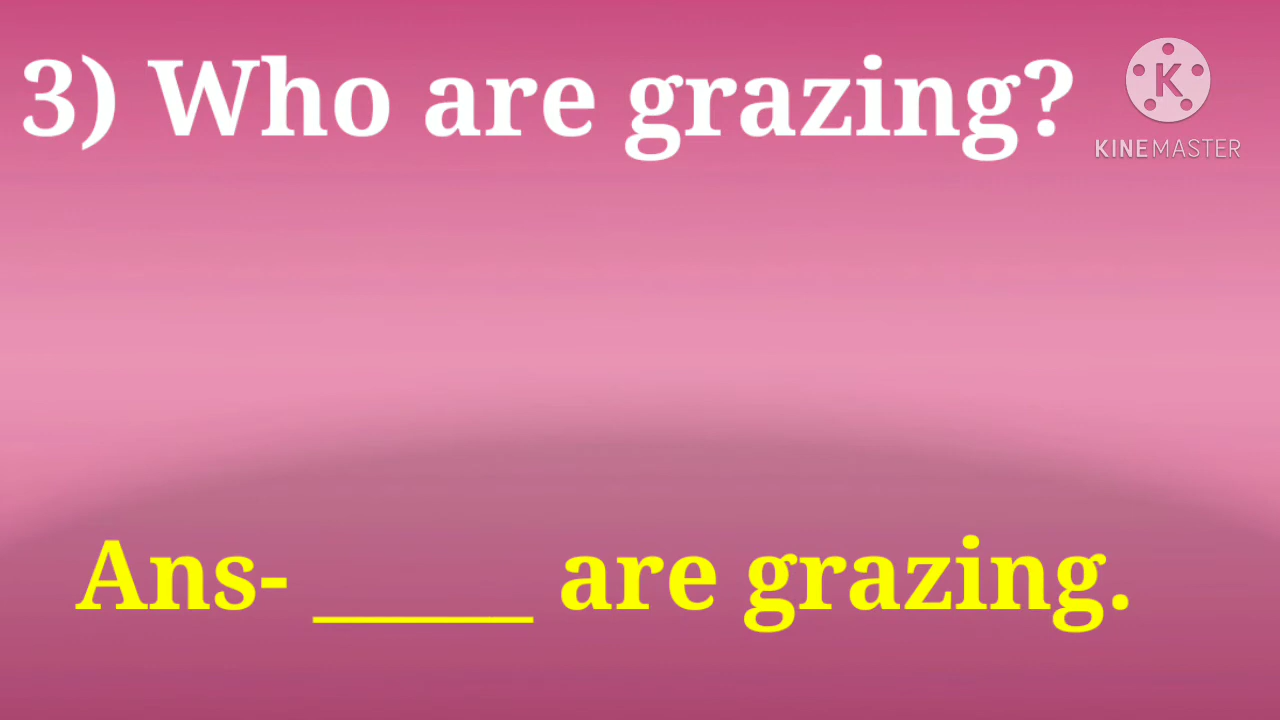 3) Who are grazing?
K
KINEMASTER
Ans- _____ are grazing.